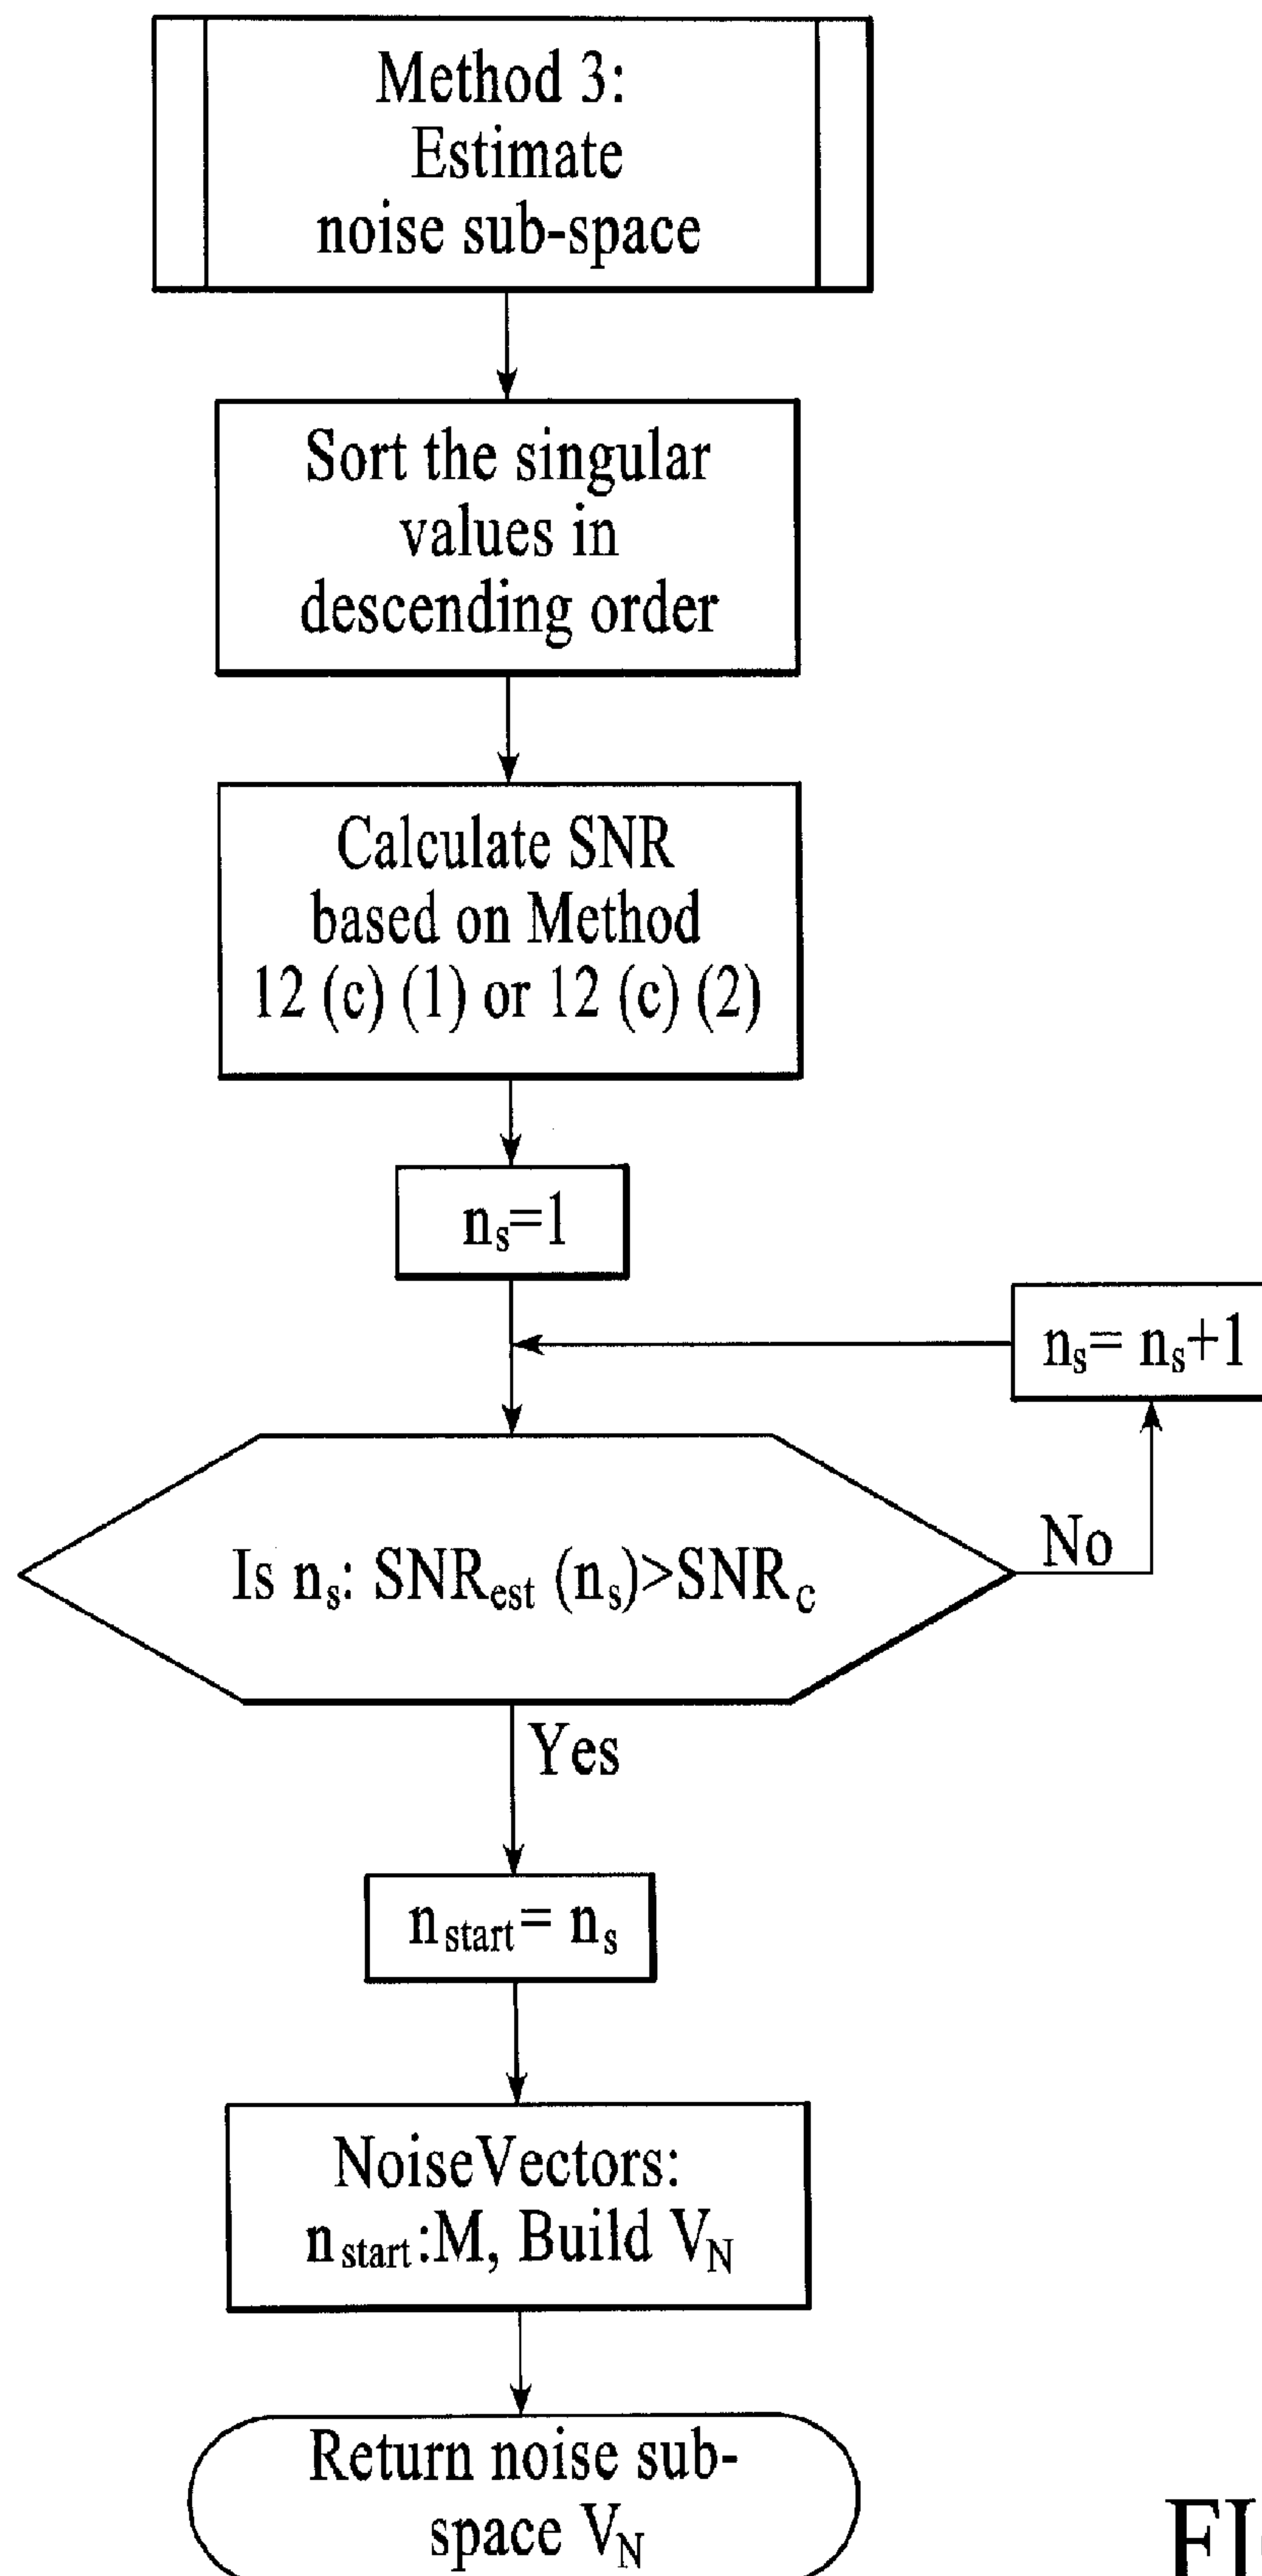 Method 3:
Estimate
noise sub-space
Sort the singular
values in
descending order
Calculate SNR
based on Method
12 (c) (1) or 12 (c) (2)
nₛ=1
nₛ= nₛ+1
Is nₛ: SNRest (nₛ)>SNRc
No
Yes
nstart= nₛ
NoiseVectors:
nstart:M, Build VN
Return noise sub-
space VN